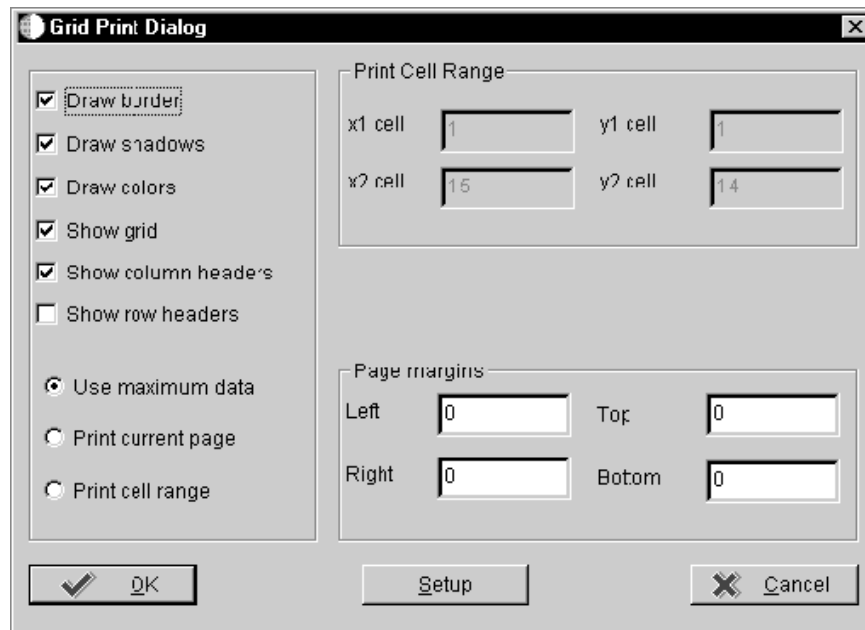 Grid Print Dialog
Draw border
Draw shadows
Draw colors
Show grid
Show column headers
Show row headers
Use maximum data
Print current page
Print cell range
Print Cell Range
x1 cell 1 y1 cell 1
x2 cell 15 y2 cell 14
Page margins
Left 0 Top 0
Right 0 Bottom 0
OK Setup Cancel